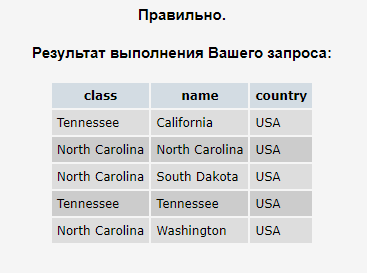 Правильно.
Результат выполнения Вашего запроса:
class name country
Tennessee California USA
North Carolina North Carolina USA
North Carolina South Dakota USA
Tennessee Tennessee USA
North Carolina Washington USA